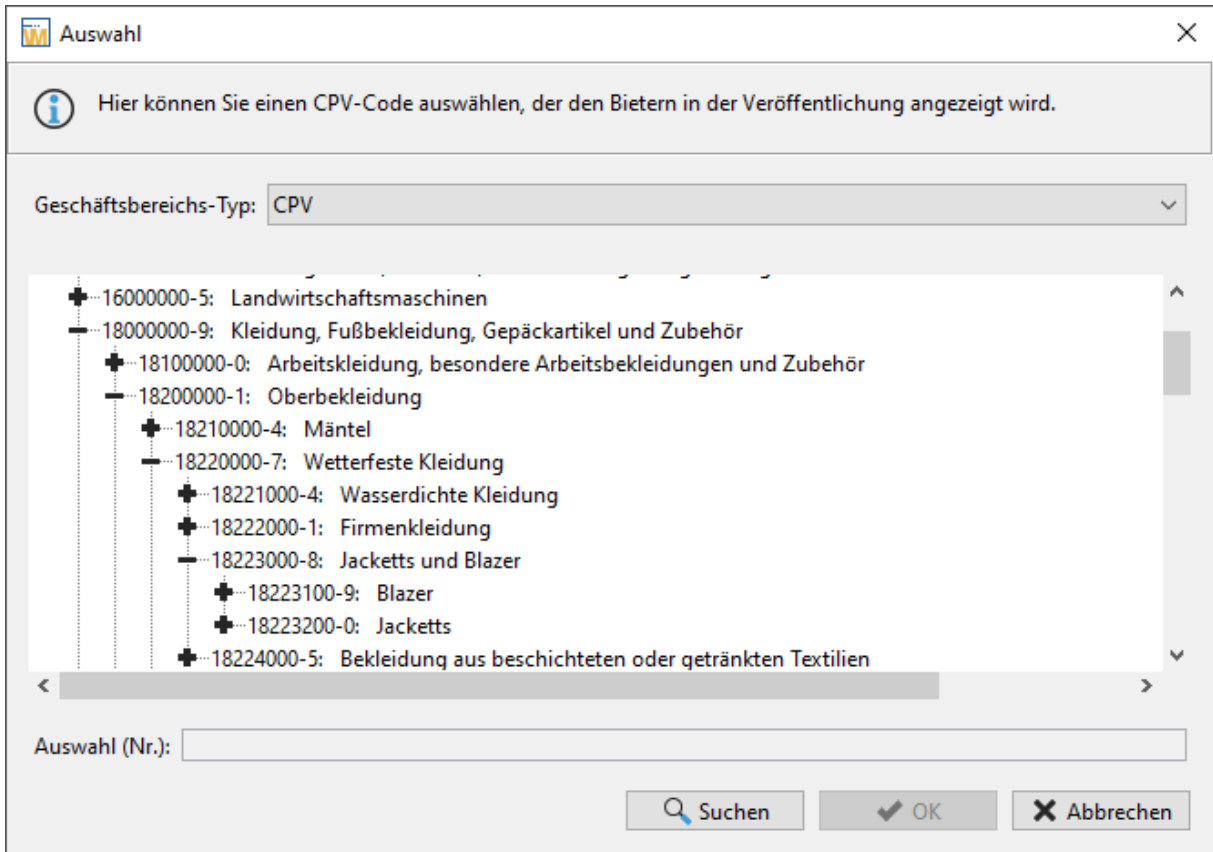 Auswahl
Hier können Sie einen CPV-Code auswählen, der den Bietern in der Veröffentlichung angezeigt wird.
Geschäftsbereichs-Typ: CPV
16000000-5: Landwirtschaftsmaschinen
18000000-9: Kleidung, Fußbekleidung, Gepäckartikel und Zubehör
18100000-0: Arbeitskleidung, besondere Arbeitsbekleidungen und Zubehör
18200000-1: Oberbekleidung
18210000-4: Mäntel
18220000-7: Wetterfeste Kleidung
18221000-4: Wasserdichte Kleidung
18222000-1: Firmenkleidung
18223000-8: Jacketts und Blazer
18223100-9: Blazer
18223200-0: Jacketts
18224000-5: Bekleidung aus beschichteten oder getränkten Textilien
Auswahl (Nr.):
Suchen OK Abbrechen